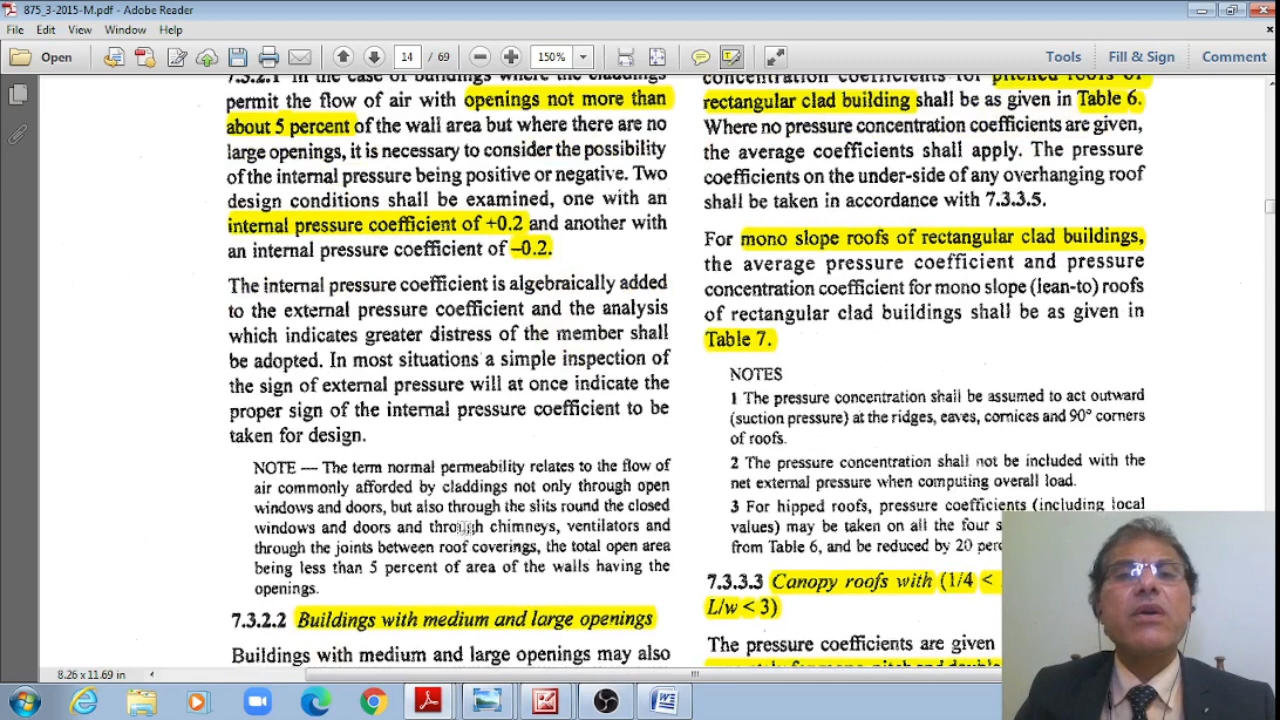 875_3-2015-M.pdf - Adobe Reader
File Edit View Window Help
Open 14 / 69 150% Tools Fill & Sign Comment
7.3.2.1 In the case of buildings where the claddings
permit the flow of air with openings not more than
about 5 percent of the wall area but where there are no
large openings, it is necessary to consider the possibility
of the internal pressure being positive or negative. Two
design conditions shall be examined, one with an
internal pressure coefficient of +0.2 and another with
an internal pressure coefficient of –0.2.
The internal pressure coefficient is algebraically added
to the external pressure coefficient and the analysis
which indicates greater distress of the member shall
be adopted. In most situations a simple inspection of
the sign of external pressure will at once indicate the
proper sign of the internal pressure coefficient to be
taken for design.
NOTE — The term normal permeability relates to the flow of
air commonly afforded by claddings not only through open
windows and doors, but also through the slits round the closed
windows and doors and through chimneys, ventilators and
through the joints between roof coverings, the total open area
being less than 5 percent of area of the walls having the
openings.
7.3.2.2 Buildings with medium and large openings
Buildings with medium and large openings may also
concentration coefficients for pitched roofs of
rectangular clad building shall be as given in Table 6.
Where no pressure concentration coefficients are given,
the average coefficients shall apply. The pressure
coefficients on the under-side of any overhanging roof
shall be taken in accordance with 7.3.3.5.
For mono slope roofs of rectangular clad buildings,
the average pressure coefficient and pressure
concentration coefficient for mono slope (lean-to) roofs
of rectangular clad buildings shall be as given in
Table 7.
NOTES
1 The pressure concentration shall be assumed to act outward
(suction pressure) at the ridges, eaves, cornices and 90° corners
of roofs.
2 The pressure concentration shall not be included with the
net external pressure when computing overall load.
3 For hipped roofs, pressure coefficients (including local
values) may be taken on all the four s
from Table 6, and be reduced by 20 perc
7.3.3.3 Canopy roofs with (1/4 <
L/w < 3)
The pressure coefficients are given
8.26 x 11.69 in